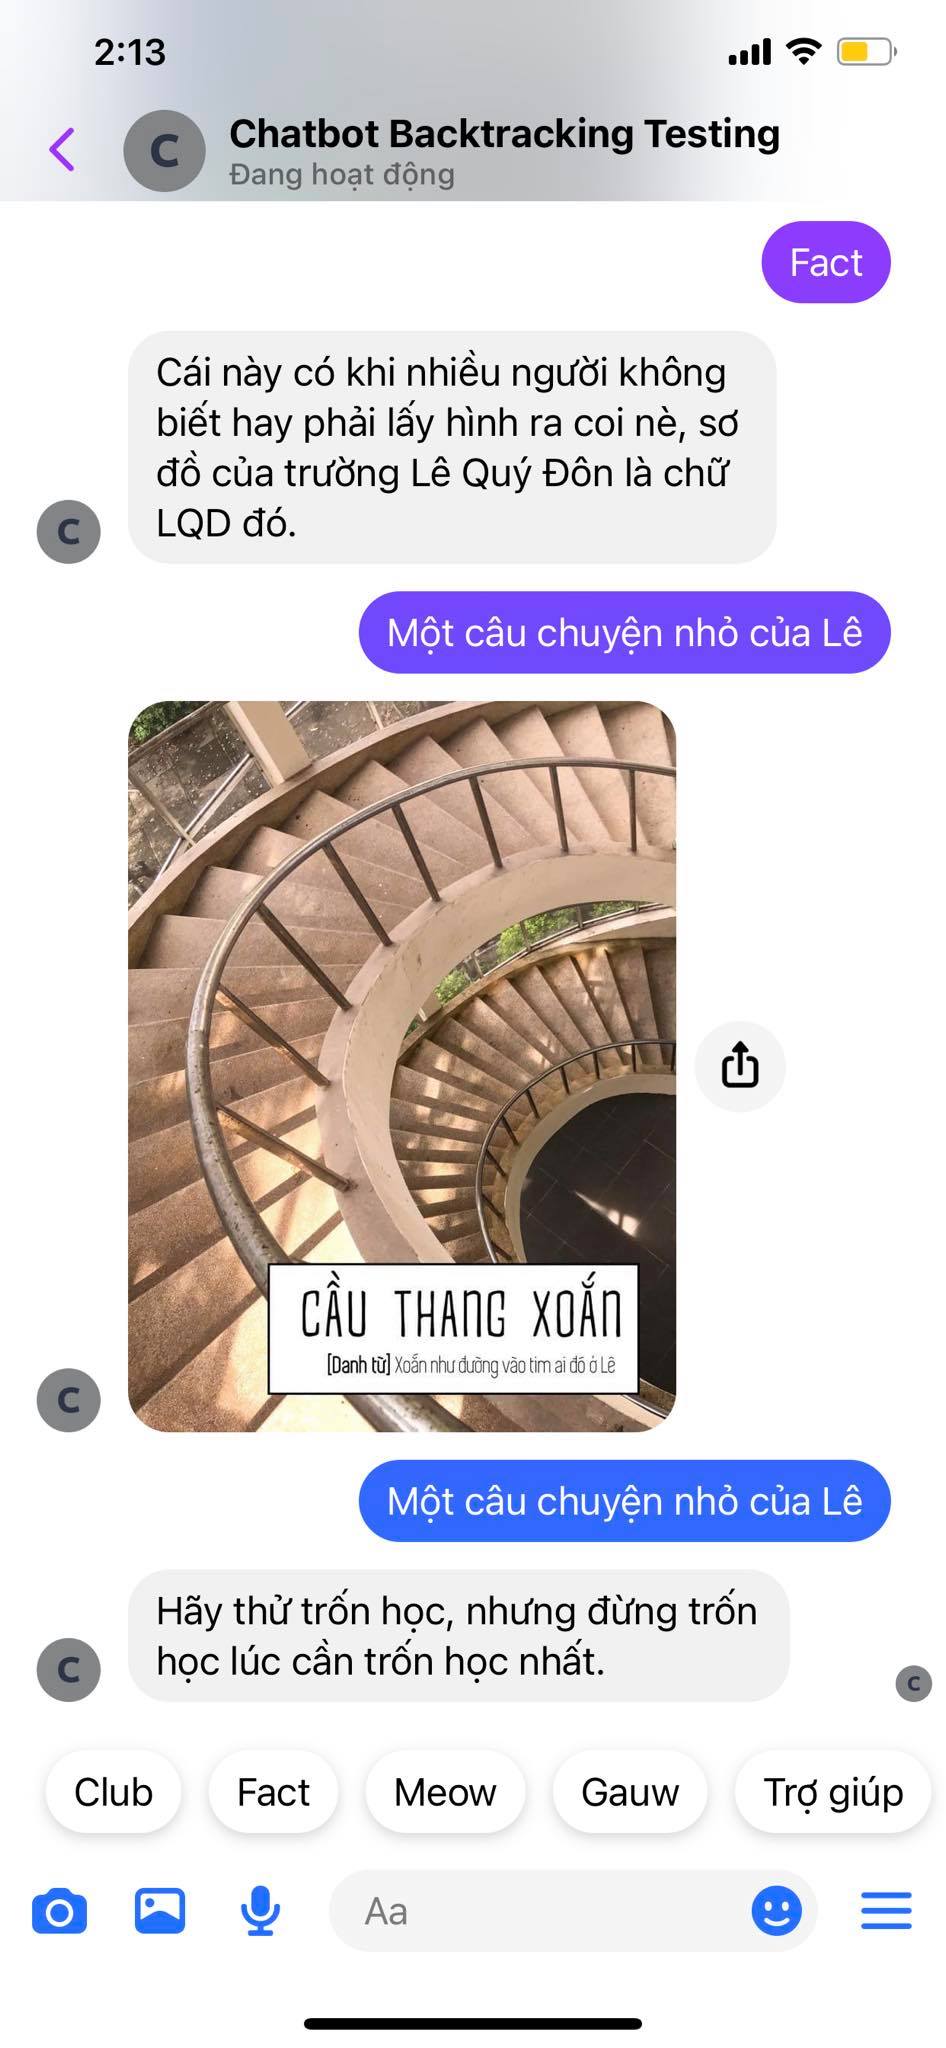 2:13
C
Chatbot Backtracking Testing
Đang hoạt động
Fact
Cái này có khi nhiều người không
biết hay phải lấy hình ra coi nè, sơ
đồ của trường Lê Quý Đôn là chữ
LQD đó.
C
Một câu chuyện nhỏ của Lê
CẦU THANG XOẮN
[Danh từ] Xoắn như đường vào tim ai đó ở Lê
C
Một câu chuyện nhỏ của Lê
Hãy thử trốn học, nhưng đừng trốn
học lúc cần trốn học nhất.
C
C
Club
Fact
Meow
Gauw
Trợ giúp
Aa